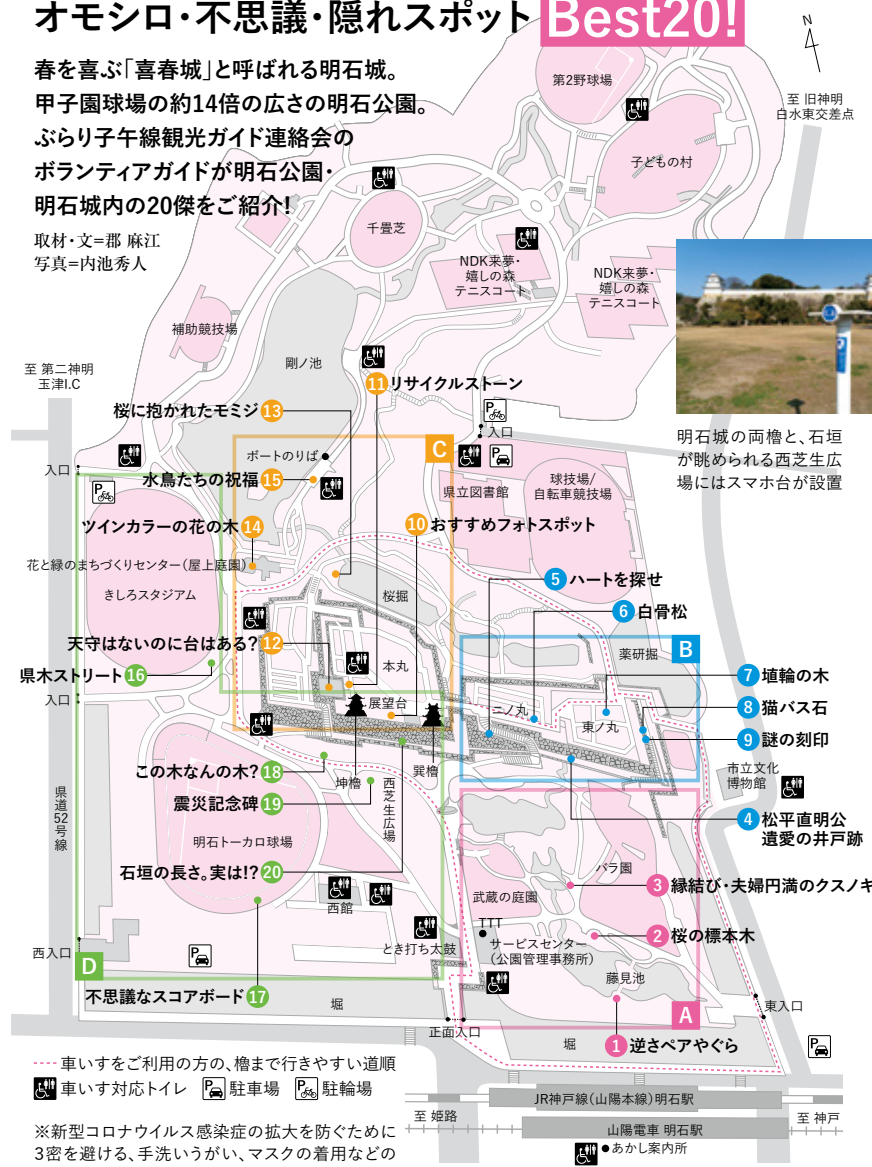 オモシロ・不思議・隠れスポット Best20!
春を喜ぶ「喜春城」と呼ばれる明石城。
甲子園球場の約14倍の広さの明石公園。
ぶらり子午線観光ガイド連絡会の
ボランティアガイドが明石公園・
明石城内の20傑をご紹介!
取材・文=郡 麻江
写真=内池秀人
N
至 旧神明
白水東交差点
第2野球場
子どもの村
千畳芝
NDK来夢・
嬉しの森
テニスコート
NDK来夢・
嬉しの森
テニスコート
補助競技場
剛ノ池
至 第二神明
玉津I.C
明石城の両櫓と、石垣
が眺められる西芝生広
場にはスマホ台が設置
11 リサイクルストーン
桜に抱かれたモミジ 13
P
入口
C
ボートのりば
入口
P
P
水鳥たちの祝福 15
県立図書館
球技場/
自転車競技場
ツインカラーの花の木 14
10 おすすめフォトスポット
花と緑のまちづくりセンター(屋上庭園)
きしろスタジアム
桜堀
5 ハートを探せ
6 白骨松
天守はないのに台はある? 12
本丸
薬研堀
B
県木ストリート 16
7 埴輪の木
入口
展望台
二ノ丸
東ノ丸
8 猫バス石
9 謎の刻印
この木なんの木? 18
坤櫓
巽櫓
市立文化
博物館
県道52号線
震災記念碑 19
西芝生広場
4 松平直明公
遺愛の井戸跡
明石トーカロ球場
石垣の長さ。実は!? 20
バラ園
武蔵の庭園
3 縁結び・夫婦円満のクスノキ
西館
TTT
2 桜の標本木
西入口
P
とき打ち太鼓
サービスセンター
(公園管理事務所)
D
藤見池
不思議なスコアボード 17
堀
A
東入口
正面入口
堀
1 逆さペアやぐら
P
車いすをご利用の方の、櫓まで行きやすい道順
車いす対応トイレ P 駐車場 P 駐輪場
JR神戸線(山陽本線)明石駅
至 姫路
至 神戸
山陽電車 明石駅
あかし案内所
※新型コロナウイルス感染症の拡大を防ぐために
3密を避ける、手洗いうがい、マスクの着用などの